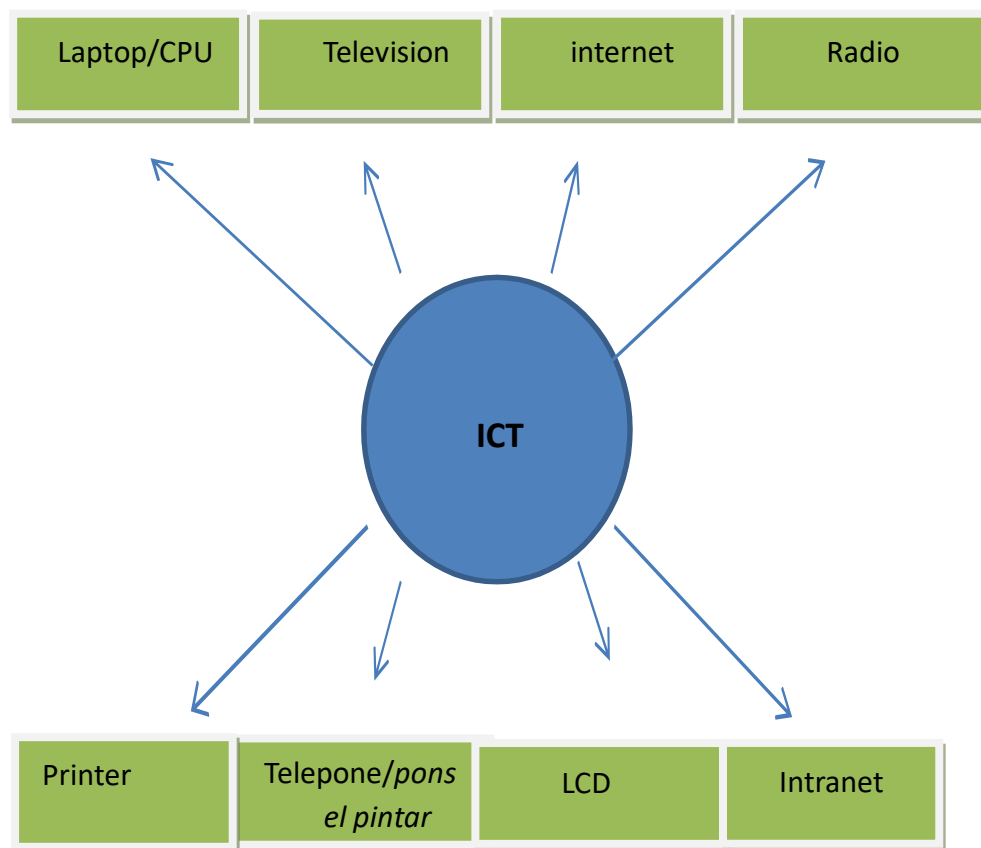 Laptop/CPU
Television
internet
Radio
ICT
Printer
Telepone/pons
el pintar
LCD
Intranet